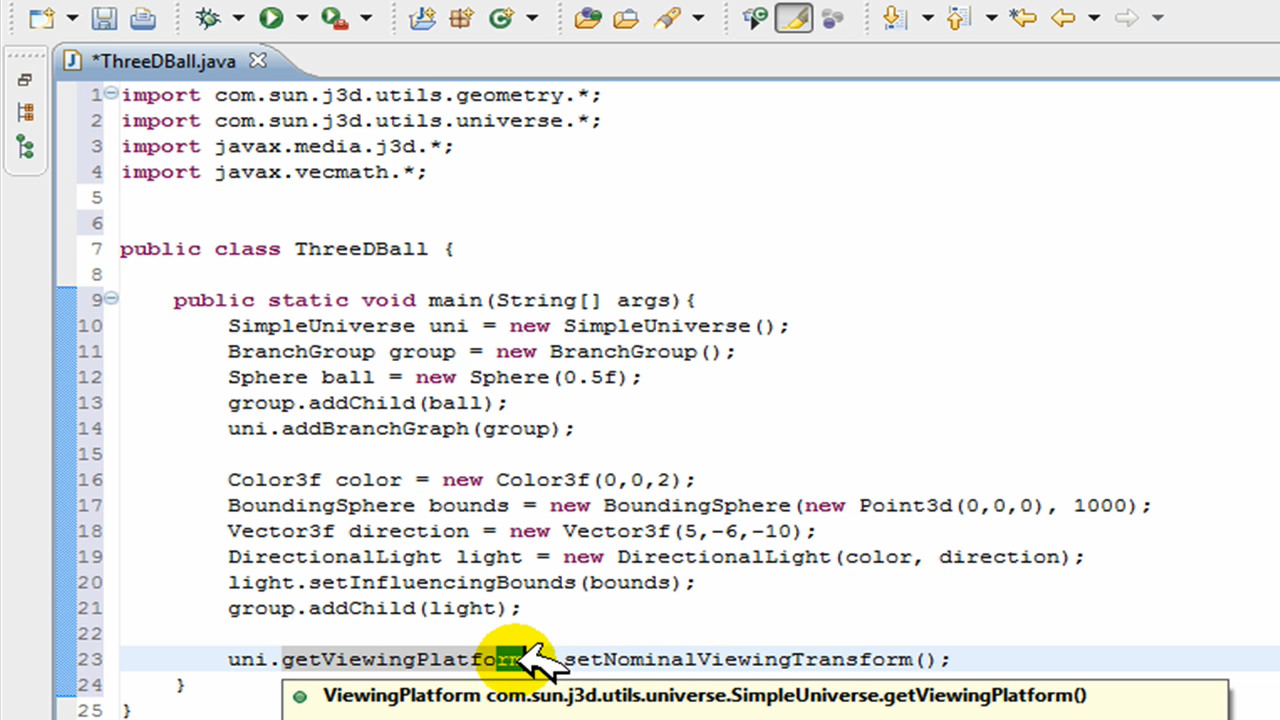 *ThreeDBall.java
1 import com.sun.j3d.utils.geometry.*;
2 import com.sun.j3d.utils.universe.*;
3 import javax.media.j3d.*;
4 import javax.vecmath.*;
5
6
7 public class ThreeDBall {
8
9 public static void main(String[] args){
10 SimpleUniverse uni = new SimpleUniverse();
11 BranchGroup group = new BranchGroup();
12 Sphere ball = new Sphere(0.5f);
13 group.addChild(ball);
14 uni.addBranchGraph(group);
15
16 Color3f color = new Color3f(0,0,2);
17 BoundingSphere bounds = new BoundingSphere(new Point3d(0,0,0), 1000);
18 Vector3f direction = new Vector3f(5,-6,-10);
19 DirectionalLight light = new DirectionalLight(color, direction);
20 light.setInfluencingBounds(bounds);
21 group.addChild(light);
22
23 uni.getViewingPlatform .setNominalViewingTransform();
24 }
25 }
ViewingPlatform com.sun.j3d.utils.universe.SimpleUniverse.getViewingPlatform()